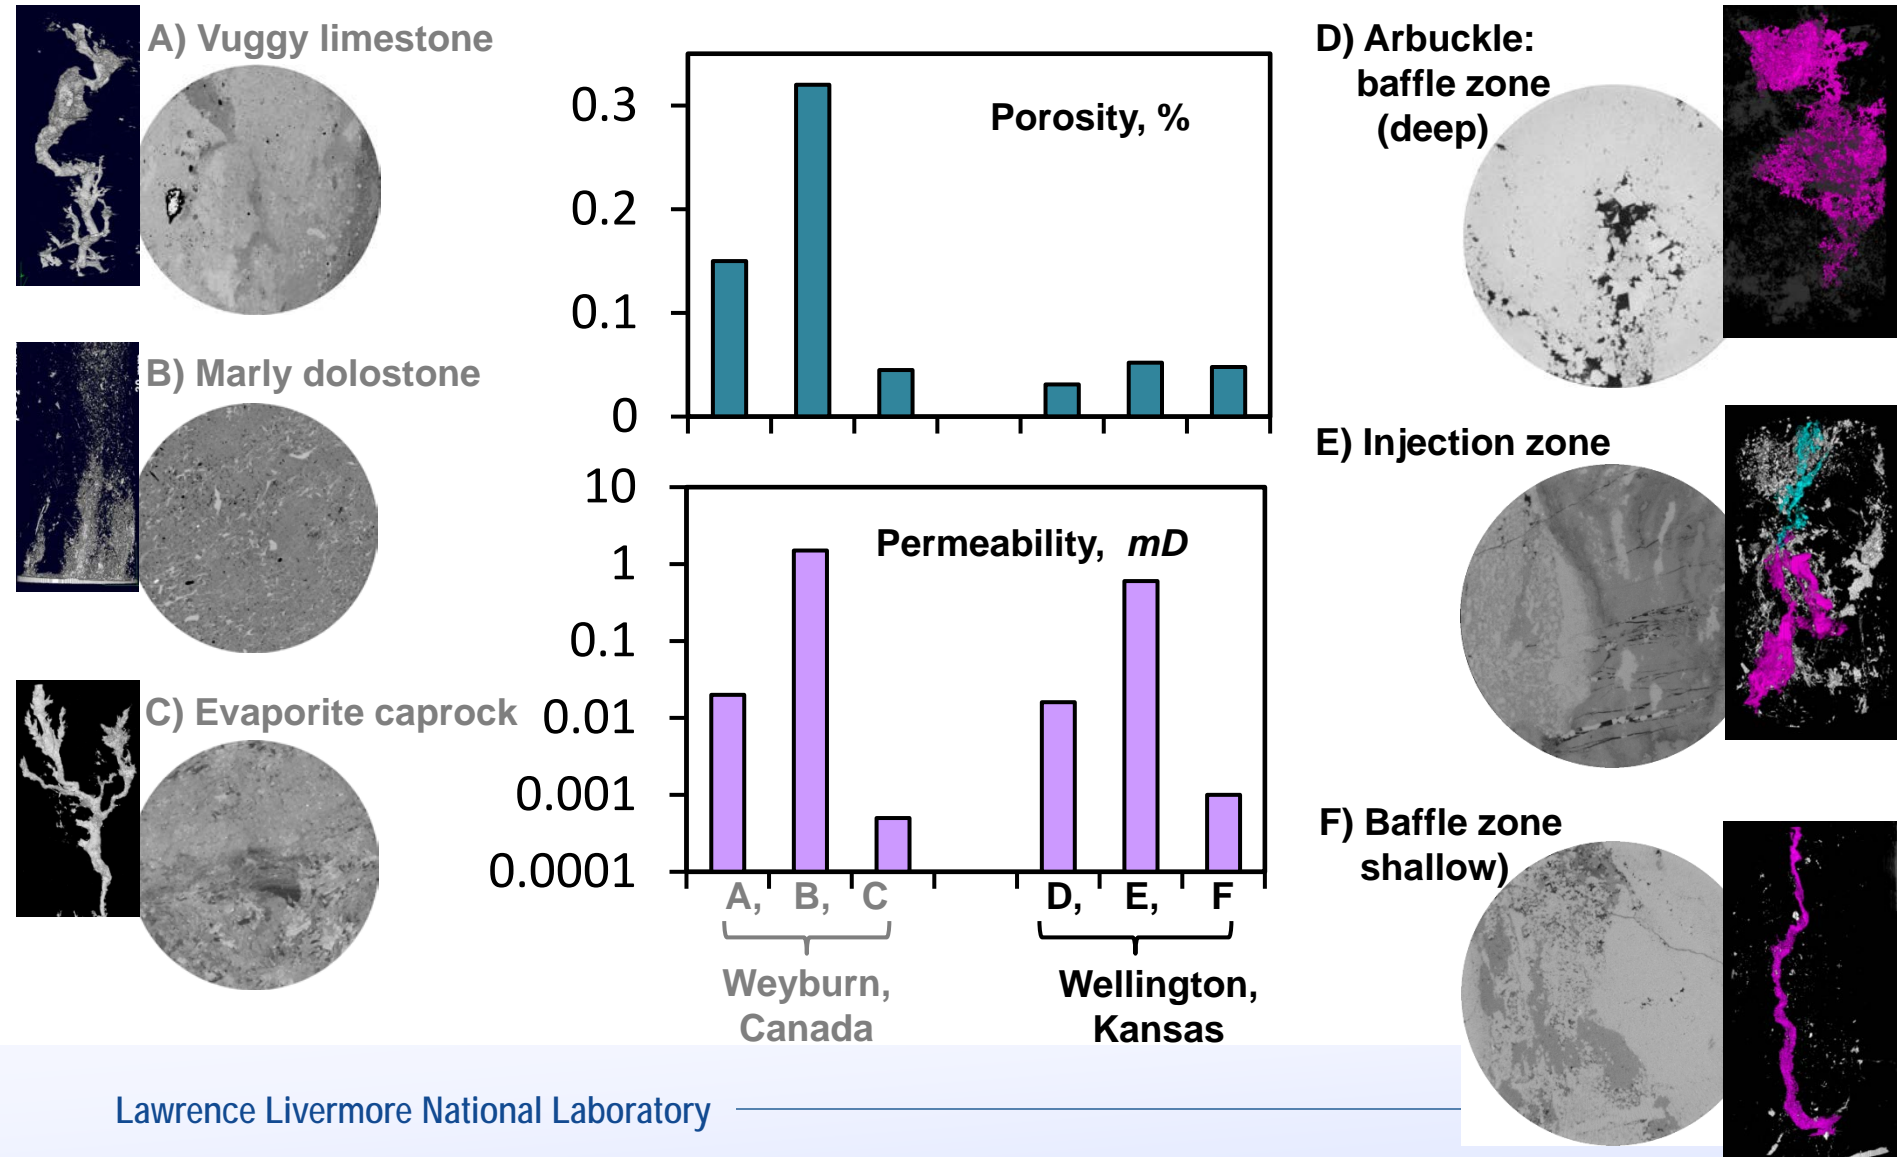 A) Vuggy limestone
B) Marly dolostone
C) Evaporite caprock
0.3
0.2
0.1
0
Porosity, %
10
1
0.1
0.01
0.001
0.0001
Permeability, mD
A, B, C
D, E, F
Weyburn,
Canada
Wellington,
Kansas
D) Arbuckle:
baffle zone
(deep)
E) Injection zone
F) Baffle zone
shallow)
Lawrence Livermore National Laboratory